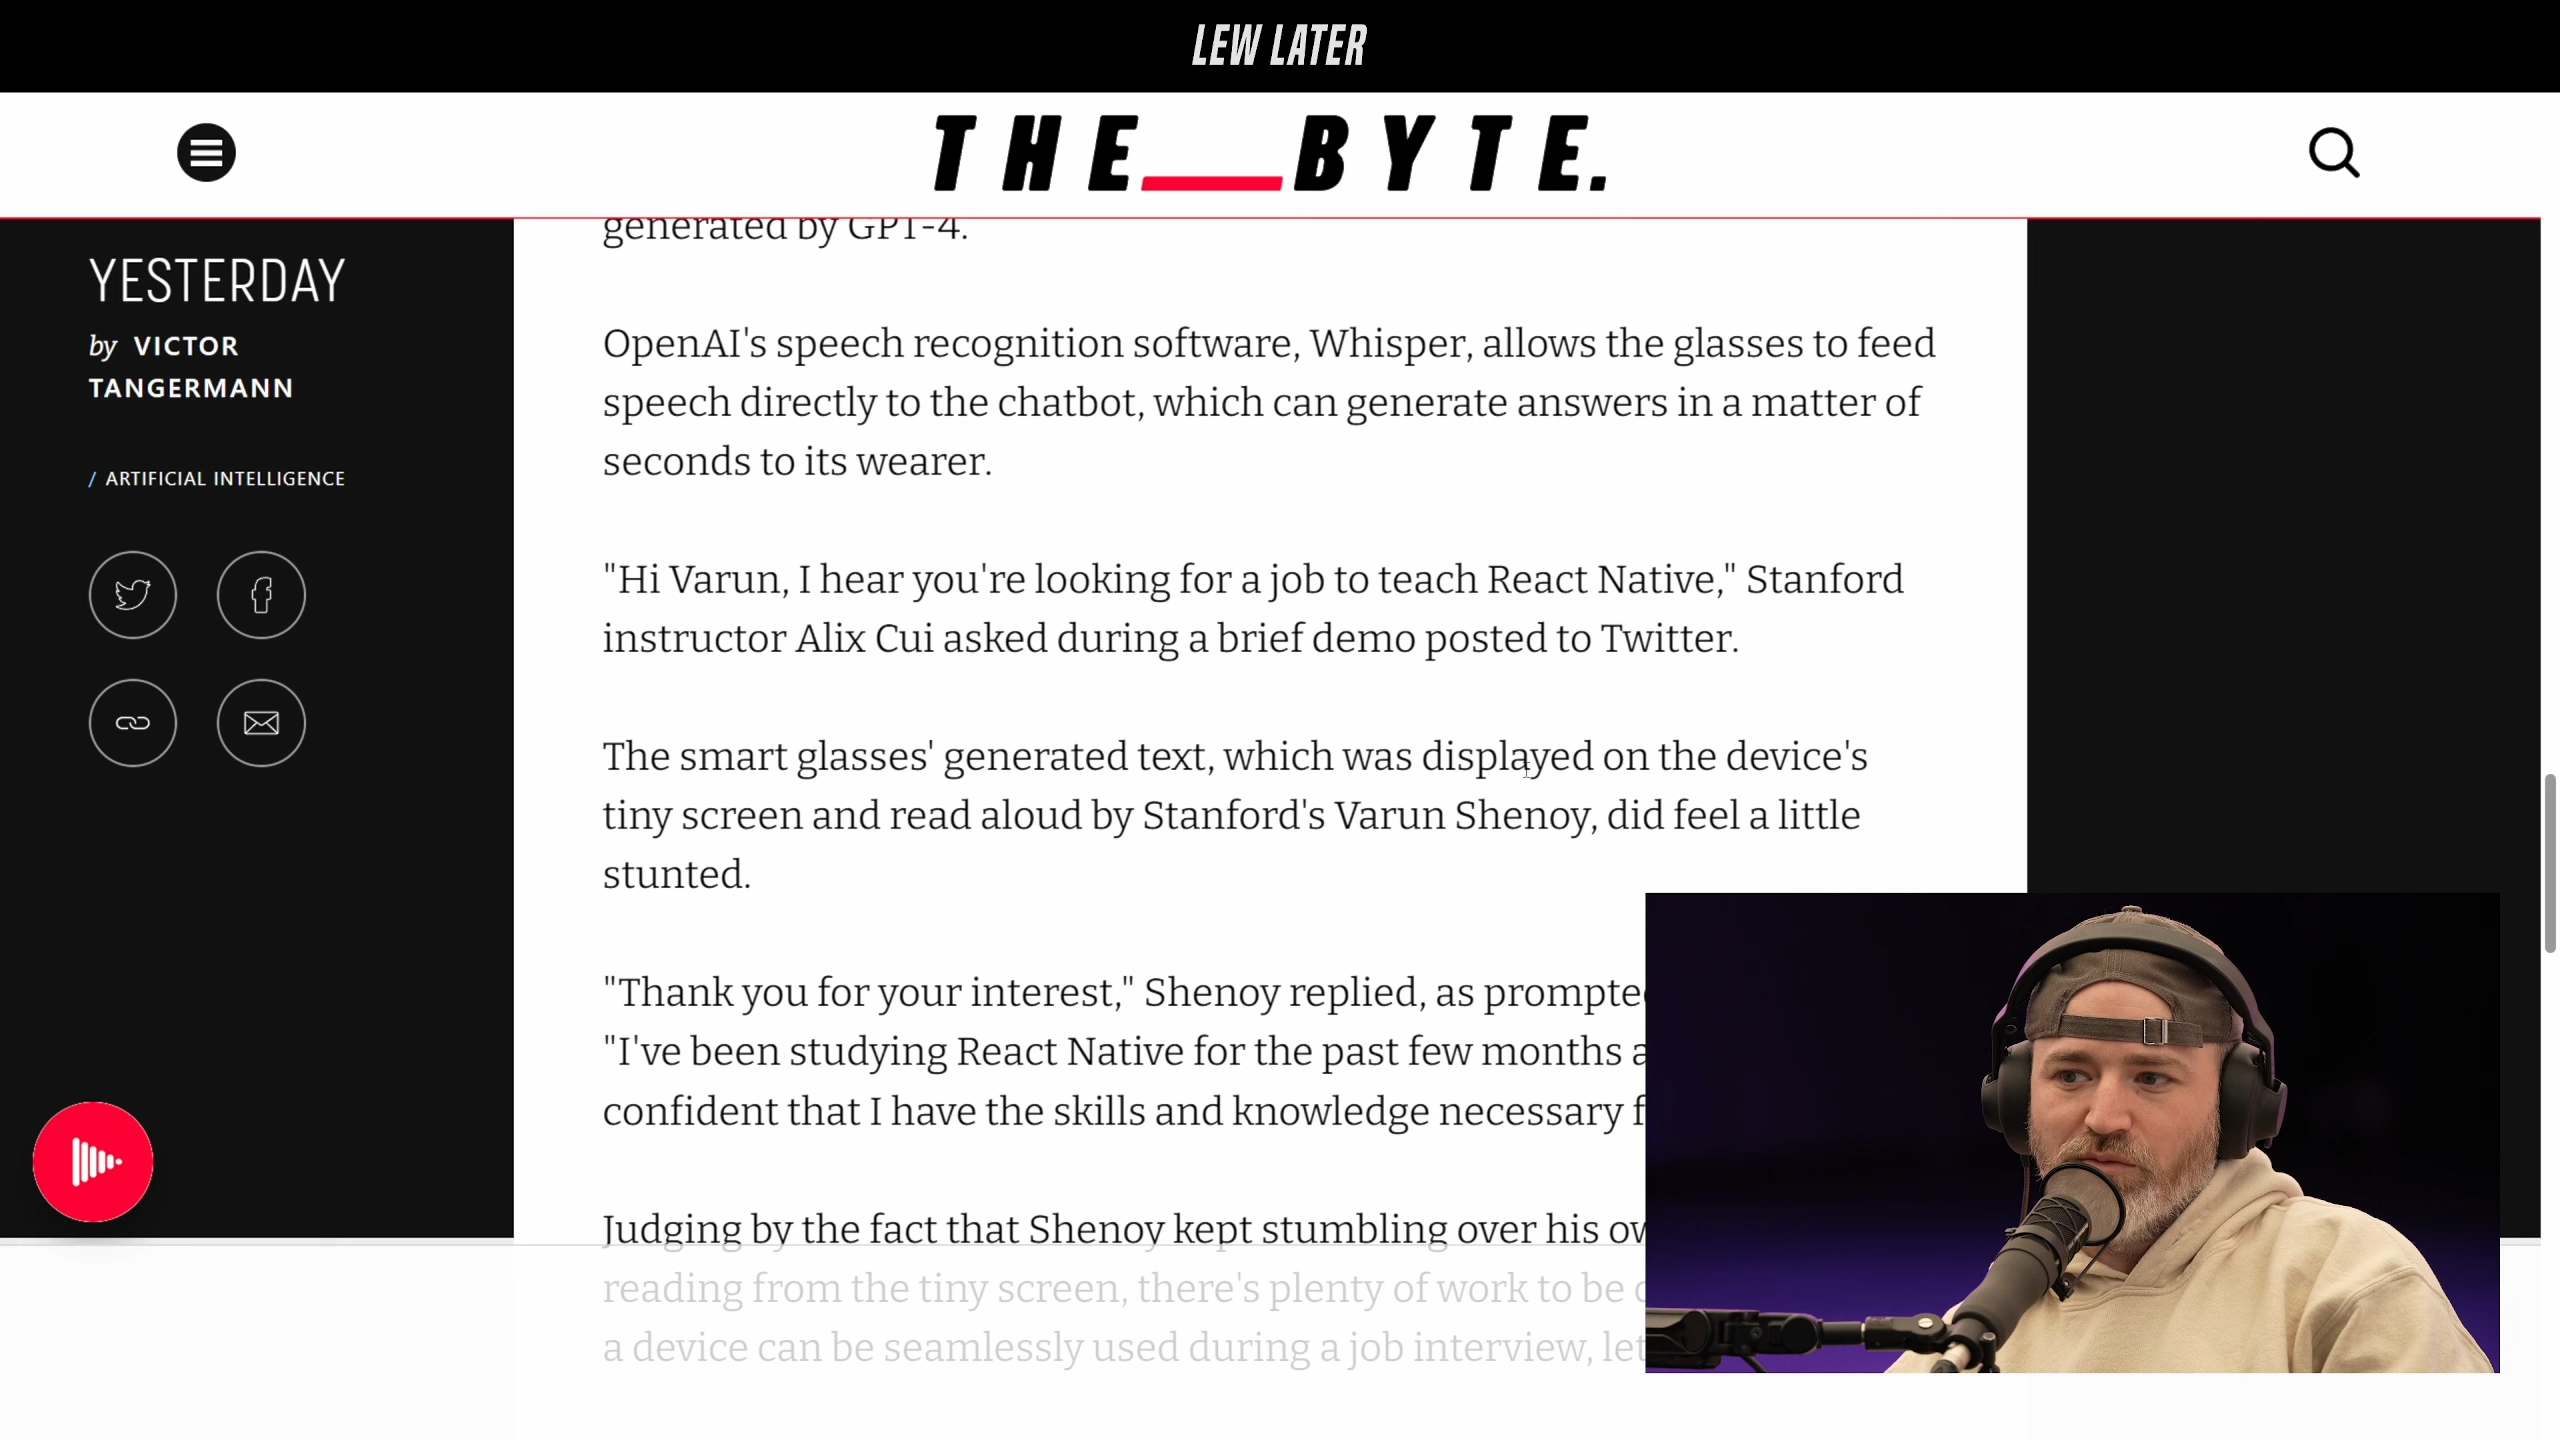 LEW LATER
THE__BYTE.
YESTERDAY
by VICTOR
TANGERMANN
/ ARTIFICIAL INTELLIGENCE
generated by GPT-4.
OpenAI's speech recognition software, Whisper, allows the glasses to feed
speech directly to the chatbot, which can generate answers in a matter of
seconds to its wearer.
"Hi Varun, I hear you're looking for a job to teach React Native," Stanford
instructor Alix Cui asked during a brief demo posted to Twitter.
The smart glasses' generated text, which was displayed on the device's
tiny screen and read aloud by Stanford's Varun Shenoy, did feel a little
stunted.
"Thank you for your interest," Shenoy replied, as prompte
"I've been studying React Native for the past few months
confident that I have the skills and knowledge necessary
Judging by the fact that Shenoy kept stumbling over his
reading from the tiny screen, there's plenty of work to be
a device can be seamlessly used during a job interview, let